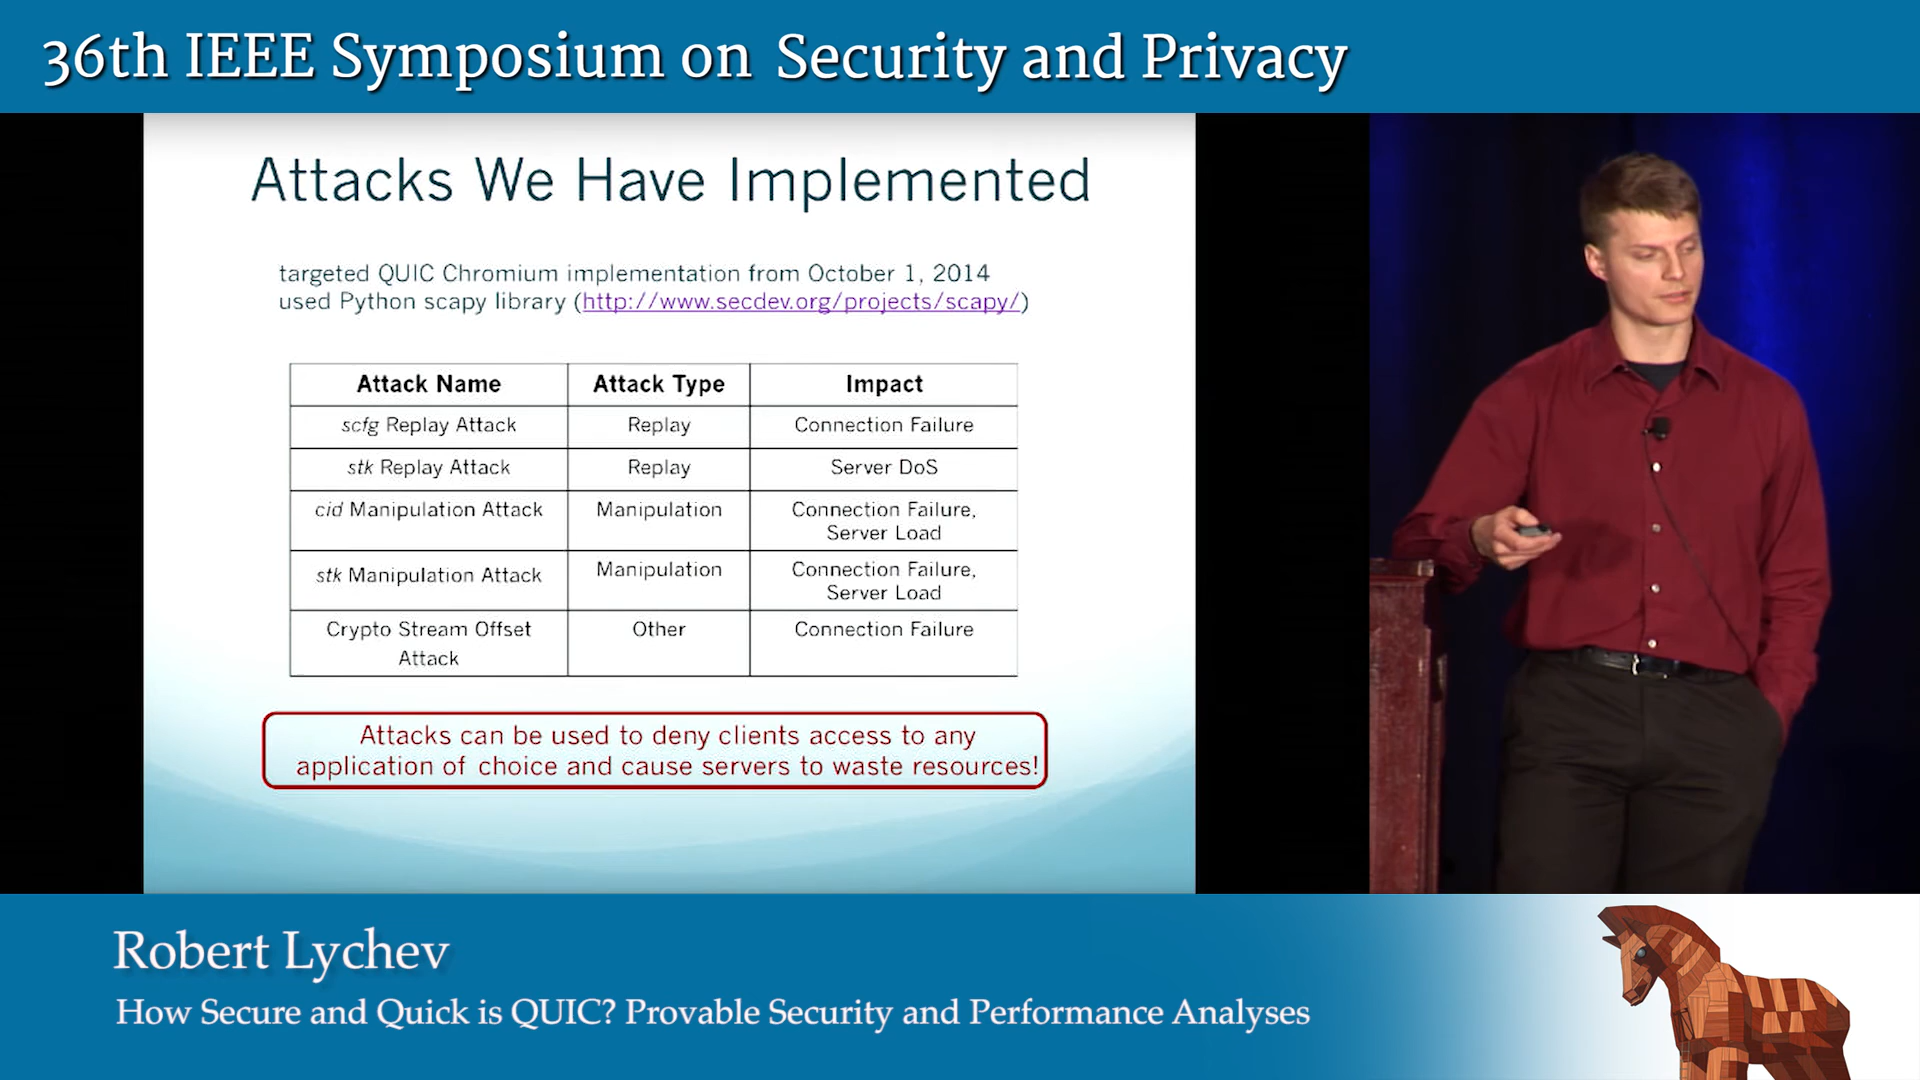 36th IEEE Symposium on Security and Privacy
Attacks We Have Implemented
targeted QUIC Chromium implementation from October 1, 2014
used Python scapy library (http://www.secdev.org/projects/scapy/)
Attack Name Attack Type Impact
scfg Replay Attack Replay Connection Failure
stk Replay Attack Replay Server DoS
cid Manipulation Attack Manipulation Connection Failure,
Server Load
stk Manipulation Attack Manipulation Connection Failure,
Server Load
Crypto Stream Offset Other Connection Failure
Attack
Attacks can be used to deny clients access to any
application of choice and cause servers to waste resources!
Robert Lychev
How Secure and Quick is QUIC? Provable Security and Performance Analyses